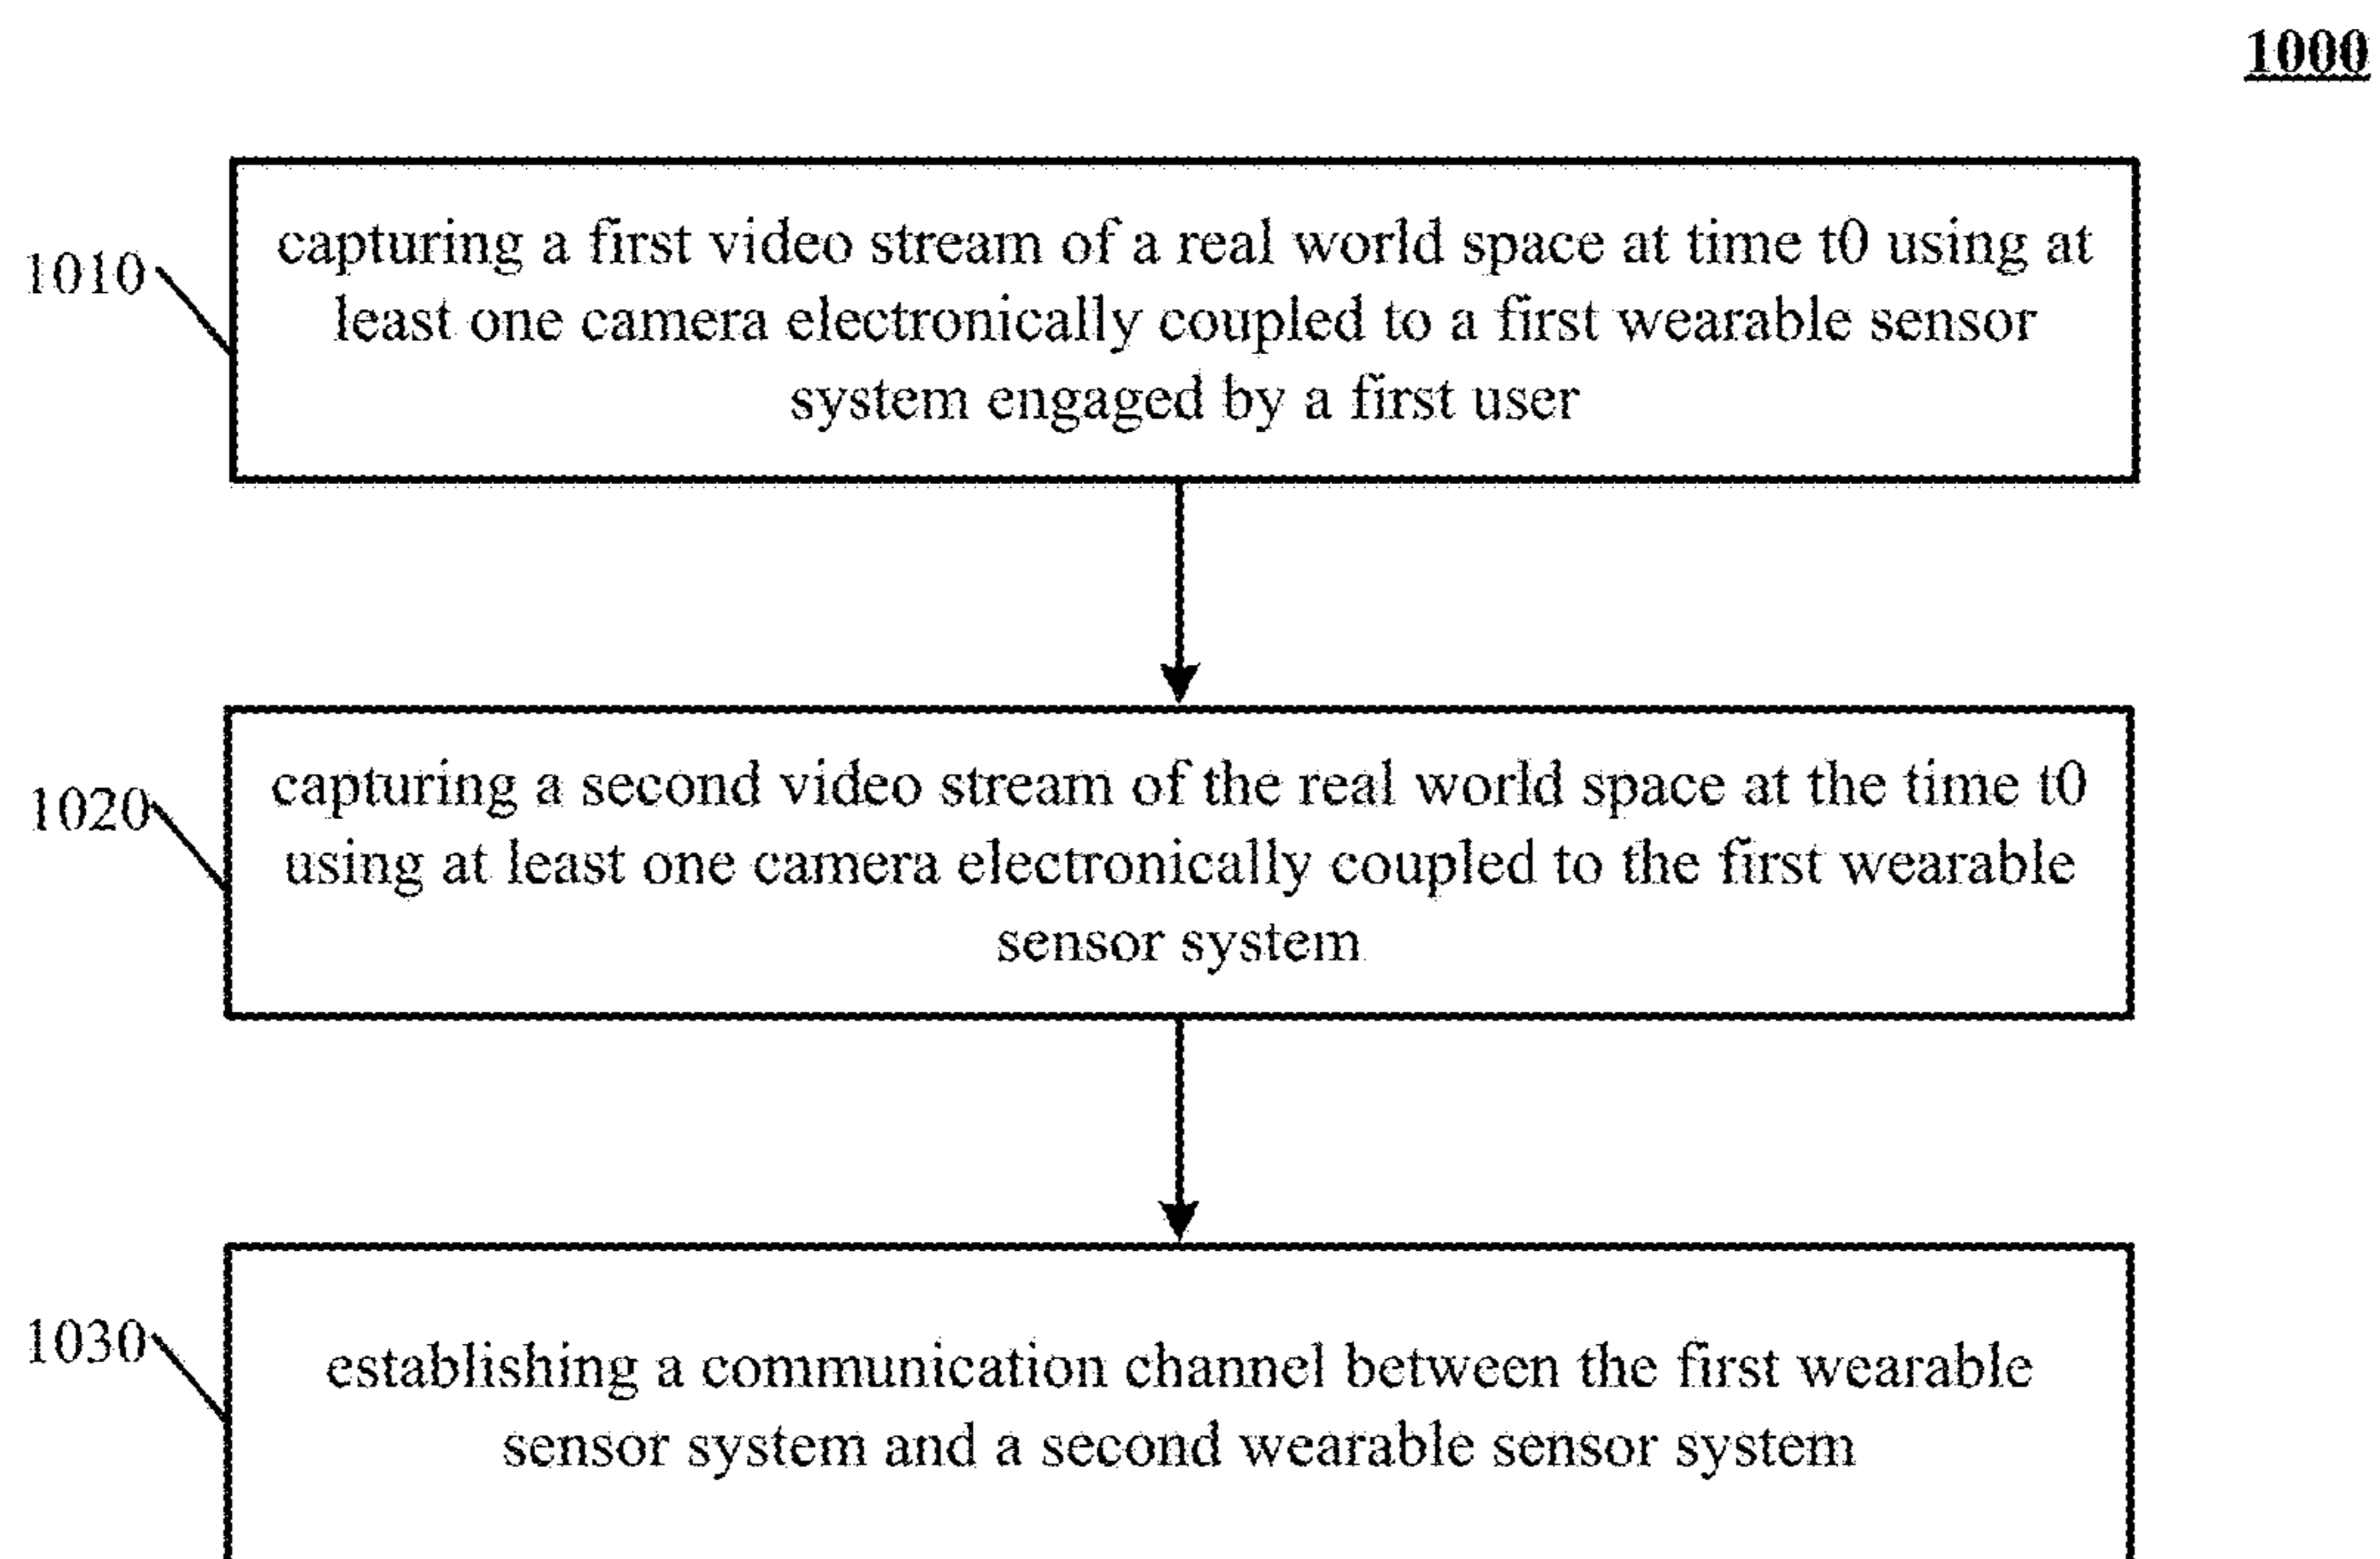 1000
1010
capturing a first video stream of a real world space at time t0 using at
least one camera electronically coupled to a first wearable sensor
system engaged by a first user
1020
capturing a second video stream of the real world space at the time t0
using at least one camera electronically coupled to the first wearable
sensor system
1030
establishing a communication channel between the first wearable
sensor system and a second wearable sensor system